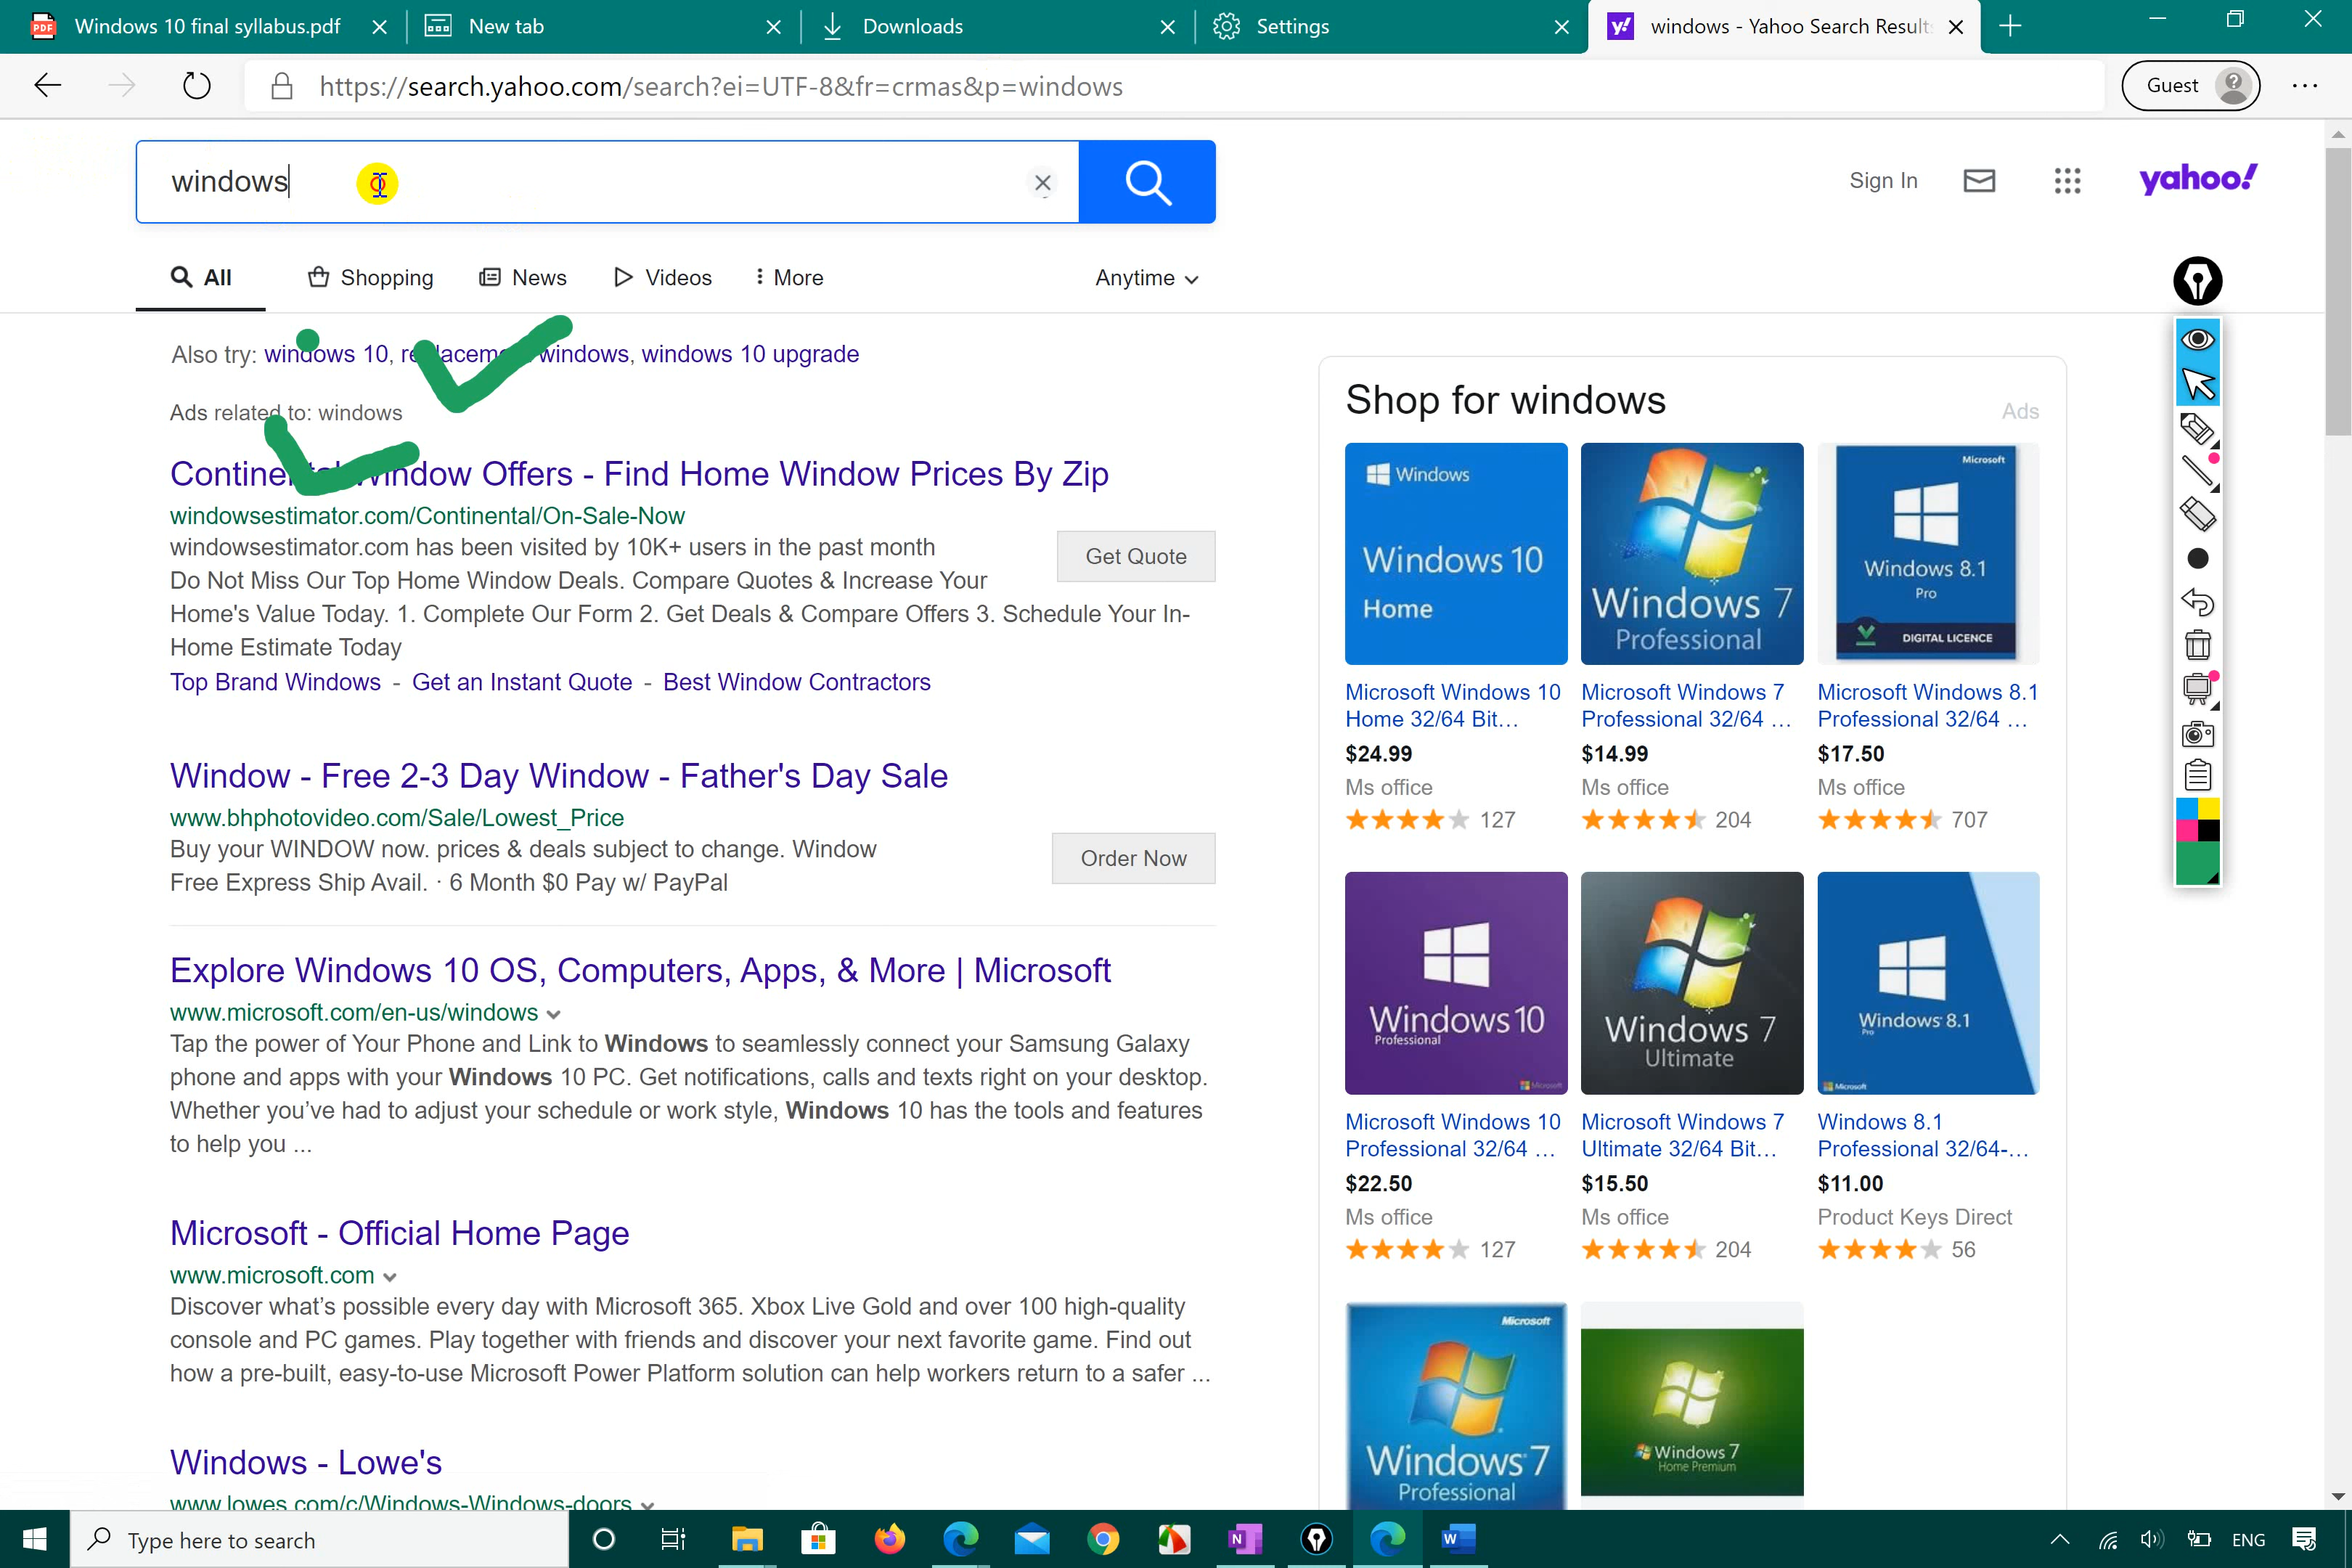 Windows 10 final syllabus.pdf
New tab
Downloads
Settings
windows - Yahoo Search Results
https://search.yahoo.com/search?ei=UTF-8&fr=crmas&p=windows
Guest
windows
Sign In
yahoo!
All
Shopping
News
Videos
More
Anytime
Also try: windows 10, windows, windows 10 upgrade
Ads related to: windows
Offers - Find Home Window Prices By Zip
windowsestimator.com/Continental/On-Sale-Now
windowsestimator.com has been visited by 10K+ users in the past month
Do Not Miss Our Top Home Window Deals. Compare Quotes & Increase Your
Home's Value Today. 1. Complete Our Form 2. Get Deals & Compare Offers 3. Schedule Your In-
Home Estimate Today
Get Quote
Top Brand Windows - Get an Instant Quote - Best Window Contractors
Window - Free 2-3 Day Window - Father's Day Sale
www.bhphotovideo.com/Sale/Lowest_Price
Buy your WINDOW now. prices & deals subject to change. Window
Free Express Ship Avail. · 6 Month $0 Pay w/ PayPal
Order Now
Explore Windows 10 OS, Computers, Apps, & More | Microsoft
www.microsoft.com/en-us/windows
Tap the power of Your Phone and Link to Windows to seamlessly connect your Samsung Galaxy
phone and apps with your Windows 10 PC. Get notifications, calls and texts right on your desktop.
Whether you’ve had to adjust your schedule or work style, Windows 10 has the tools and features
to help you ...
Microsoft - Official Home Page
www.microsoft.com
Discover what’s possible every day with Microsoft 365. Xbox Live Gold and over 100 high-quality
console and PC games. Play together with friends and discover your next favorite game. Find out
how a pre-built, easy-to-use Microsoft Power Platform solution can help workers return to a safer ...
Windows - Lowe's
www.lowes.com/c/Windows-Windows-doors
Shop for windows
Ads
Windows
Windows 10
Home
Windows 7
Professional
Microsoft
Windows 8.1
Pro
DIGITAL LICENCE
Microsoft Windows 10
Home 32/64 Bit...
$24.99
Ms office
127
Microsoft Windows 7
Professional 32/64 ...
$14.99
Ms office
204
Microsoft Windows 8.1
Professional 32/64 ...
$17.50
Ms office
707
Windows 10
Professional
Microsoft
Windows 7
Ultimate
Windows 8.1
Pro
Microsoft
Microsoft Windows 10
Professional 32/64 ...
$22.50
Ms office
127
Microsoft Windows 7
Ultimate 32/64 Bit...
$15.50
Ms office
204
Windows 8.1
Professional 32/64-...
$11.00
Product Keys Direct
56
Microsoft
Windows 7
Professional
Windows 7
Home Premium
Type here to search
ENG